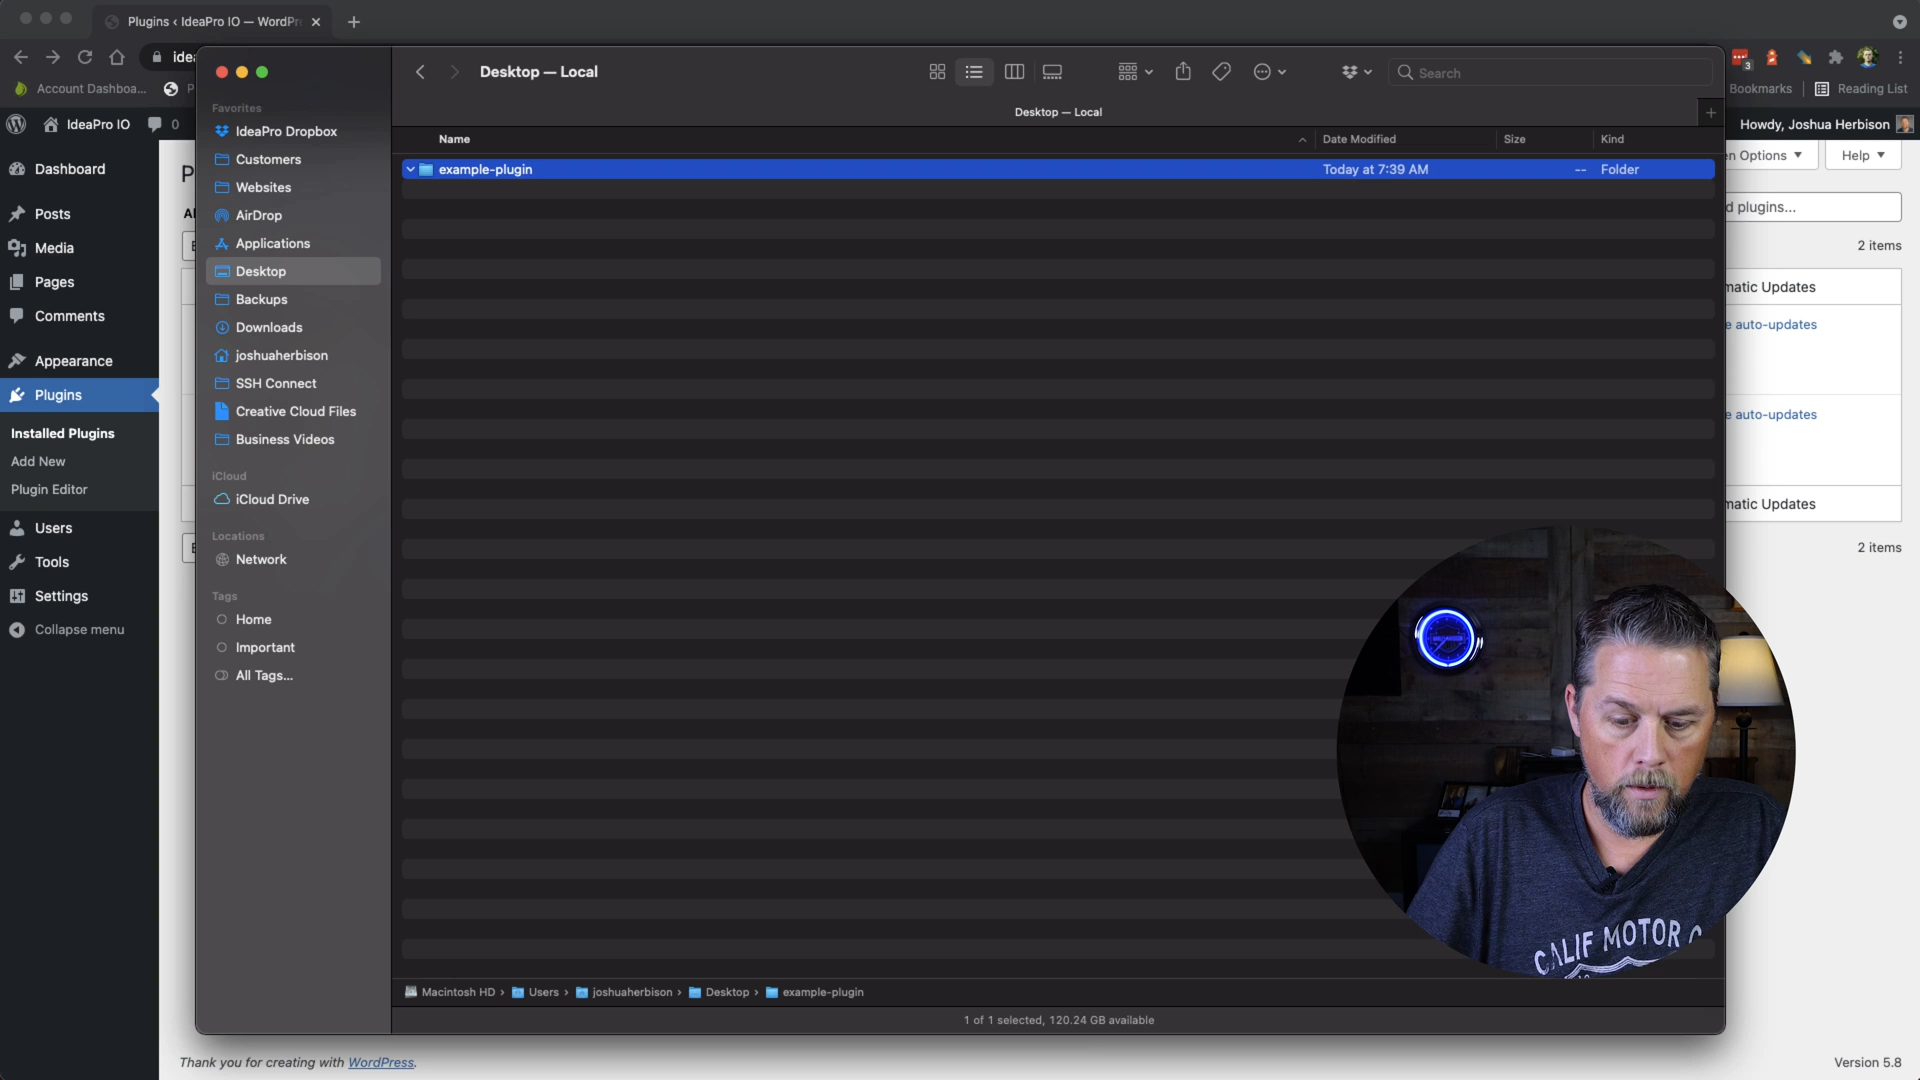 Plugins ‹ IdeaPro IO — WordPr
idea
Account Dashboa...
P
Bookmarks
Reading List
3
IdeaPro IO
0
Howdy, Joshua Herbison
Dashboard
Posts
Media
Pages
Comments
Appearance
Plugins
Installed Plugins
Add New
Plugin Editor
Users
Tools
Settings
Collapse menu
P
Al
n Options
Help
d plugins...
2 items
matic Updates
e auto-updates
e auto-updates
matic Updates
2 items
Favorites
IdeaPro Dropbox
Customers
Websites
AirDrop
Applications
Desktop
Backups
Downloads
joshuaherbison
SSH Connect
Creative Cloud Files
Business Videos
iCloud
iCloud Drive
Locations
Network
Tags
Home
Important
All Tags...
Desktop — Local
Search
Desktop — Local
Name
Date Modified
Size
Kind
example-plugin
Today at 7:39 AM
--
Folder
CALIF MOTOR C
Macintosh HD › Users › joshuaherbison › Desktop › example-plugin
1 of 1 selected, 120.24 GB available
Thank you for creating with WordPress.
Version 5.8